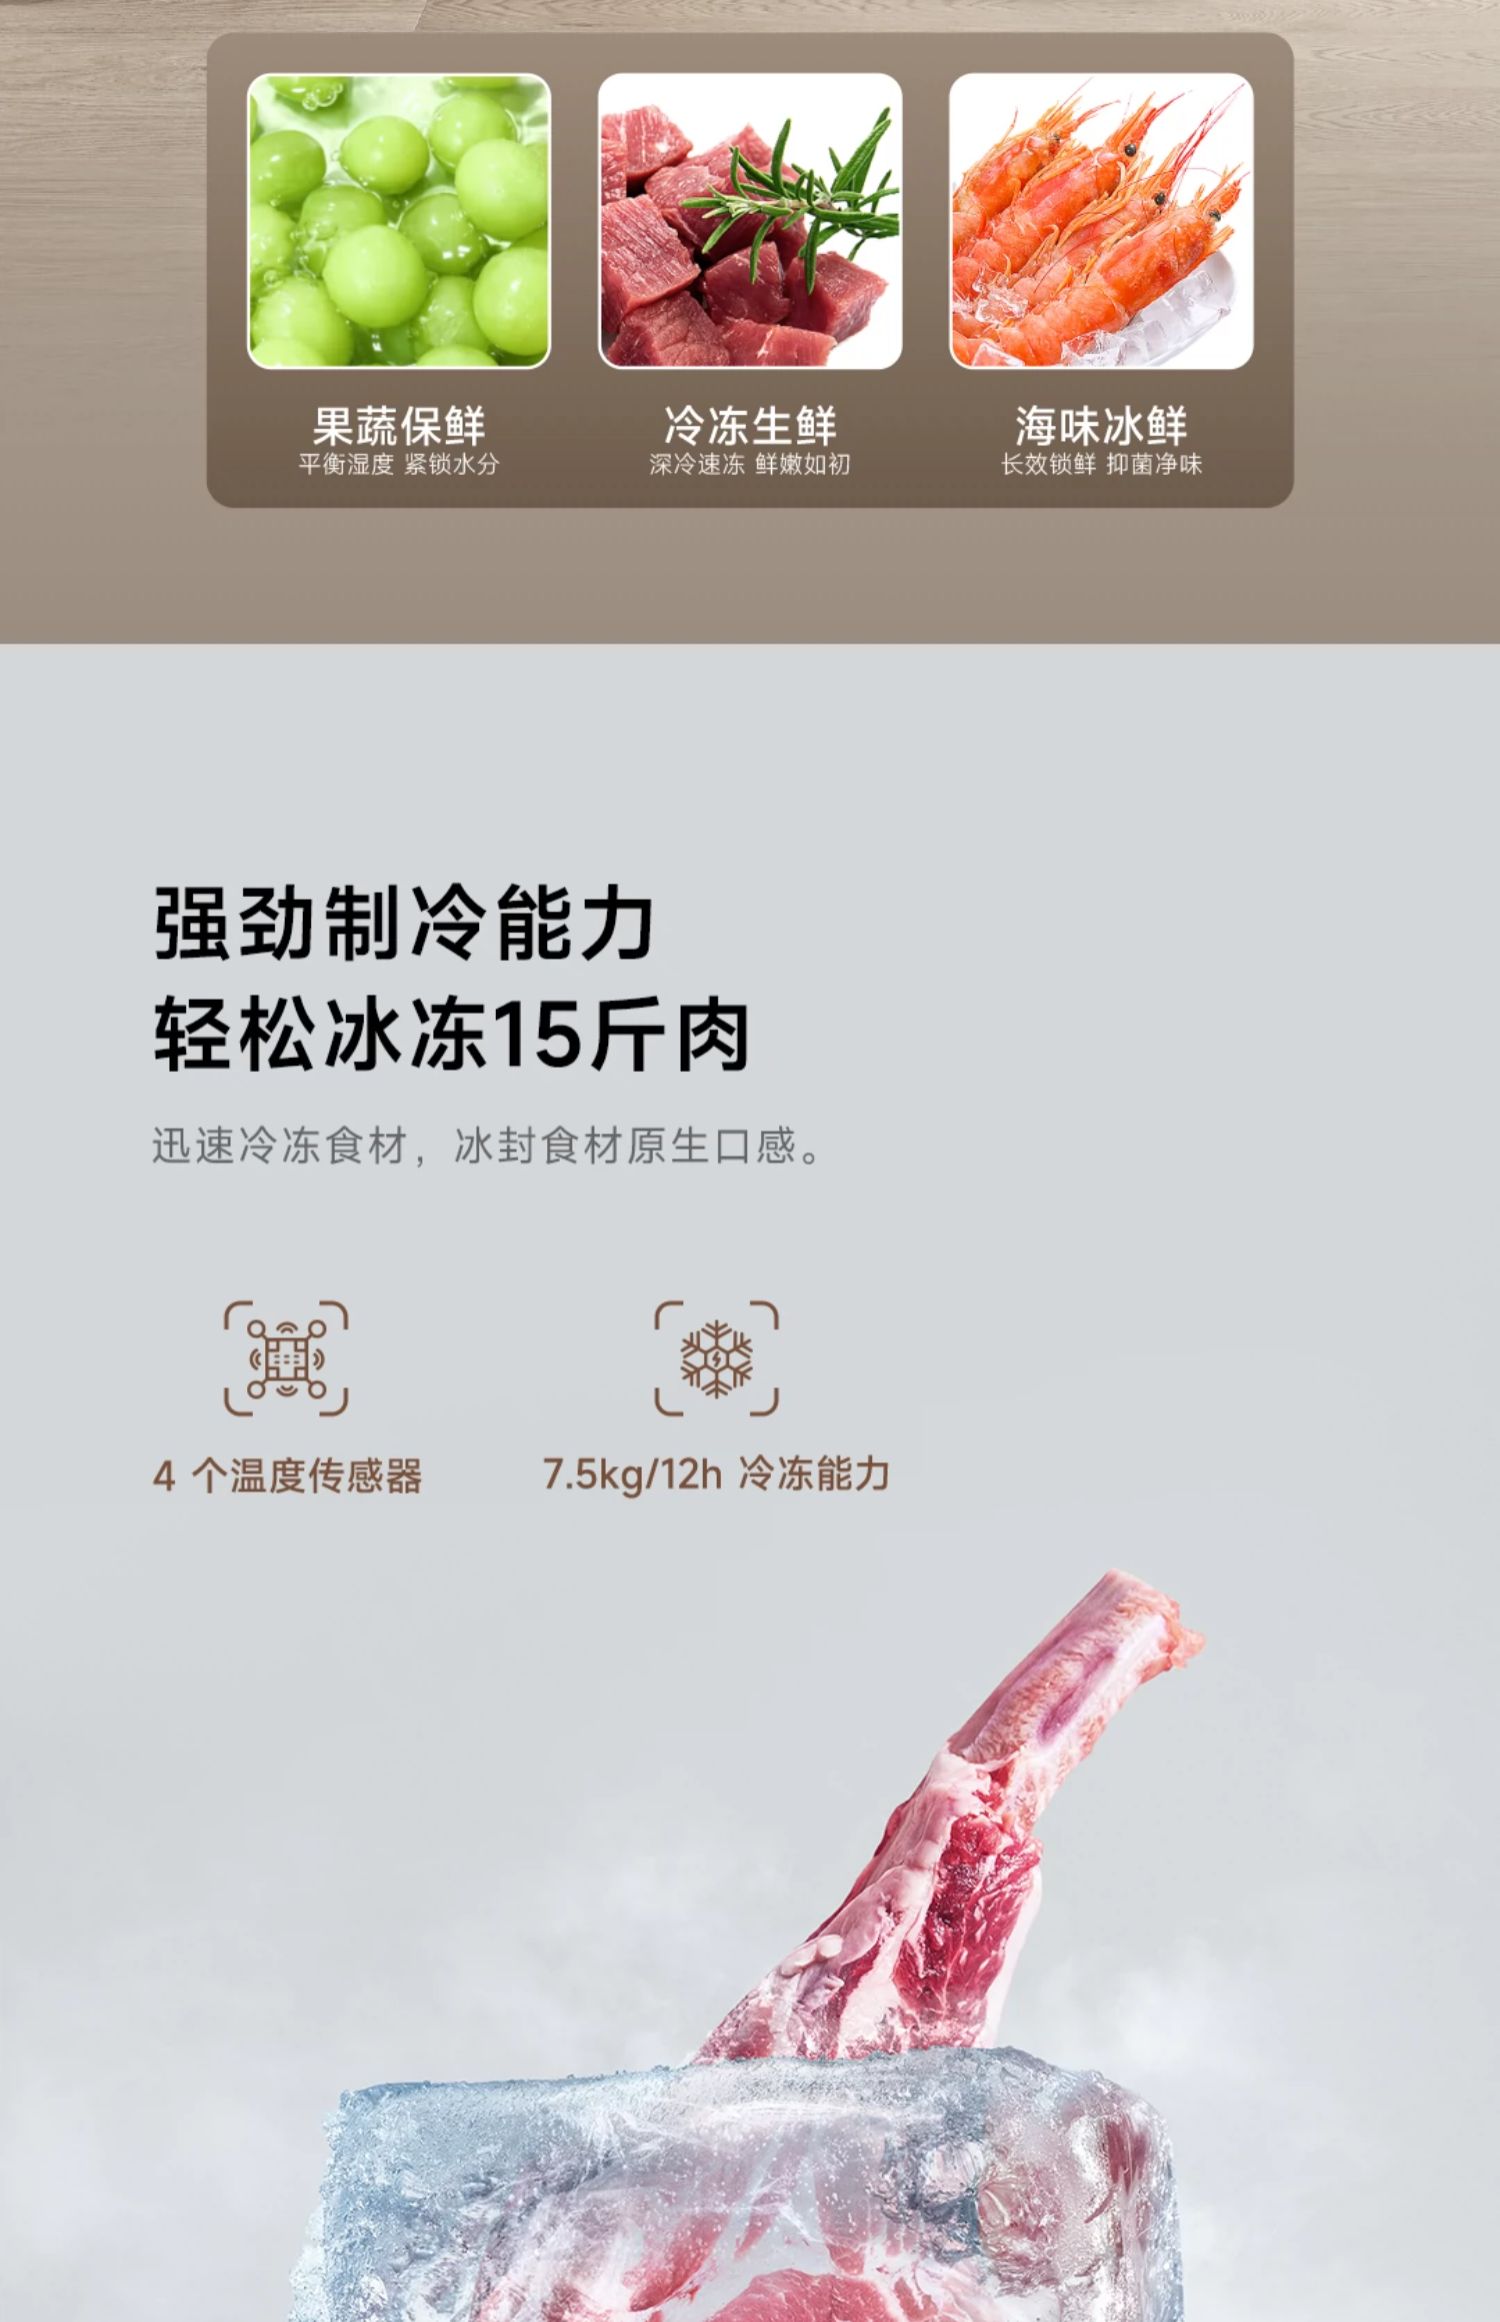 果蔬保鲜
平衡湿度 紧锁水分
冷冻生鲜
深冷速冻 鲜嫩如初
海味冰鲜
长效锁鲜 抑菌净味
强劲制冷能力
轻松冰冻15斤肉
迅速冷冻食材，冰封食材原生口感。
4 个温度传感器
7.5kg/12h 冷冻能力